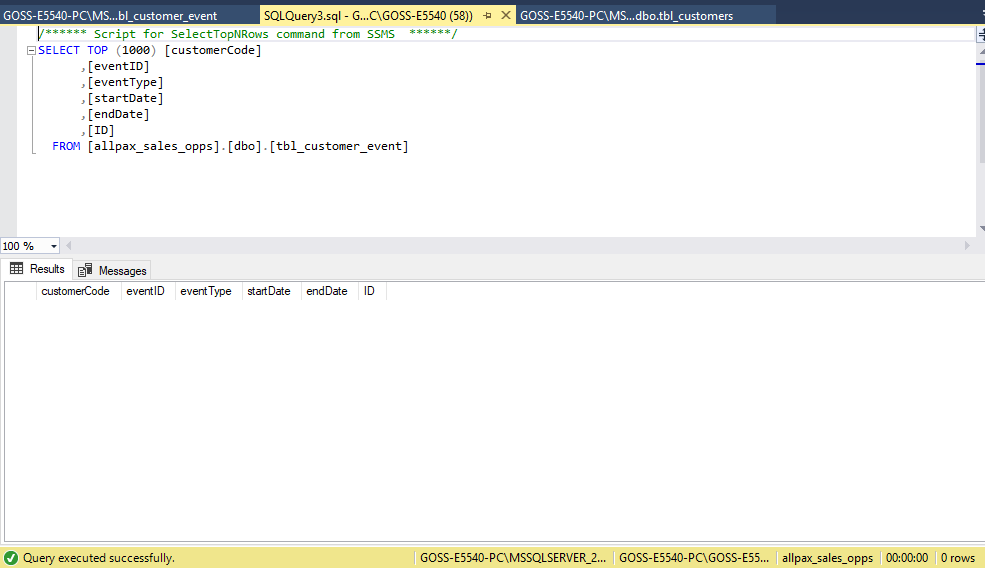 GOSS-E5540-PC\MS...bl_customer_event
SQLQuery3.sql - G...C\GOSS-E5540 (58))
GOSS-E5540-PC\MS...dbo.tbl_customers
/****** Script for SelectTopNRows command from SSMS  ******/
SELECT TOP (1000) [customerCode]
,[eventID]
,[eventType]
,[startDate]
,[endDate]
,[ID]
FROM [allpax_sales_opps].[dbo].[tbl_customer_event]
100 %
Results
Messages
customerCode eventID eventType startDate endDate ID
Query executed successfully.
GOSS-E5540-PC\MSSQLSERVER_2...
GOSS-E5540-PC\GOSS-E55...
allpax_sales_opps
00:00:00
0 rows